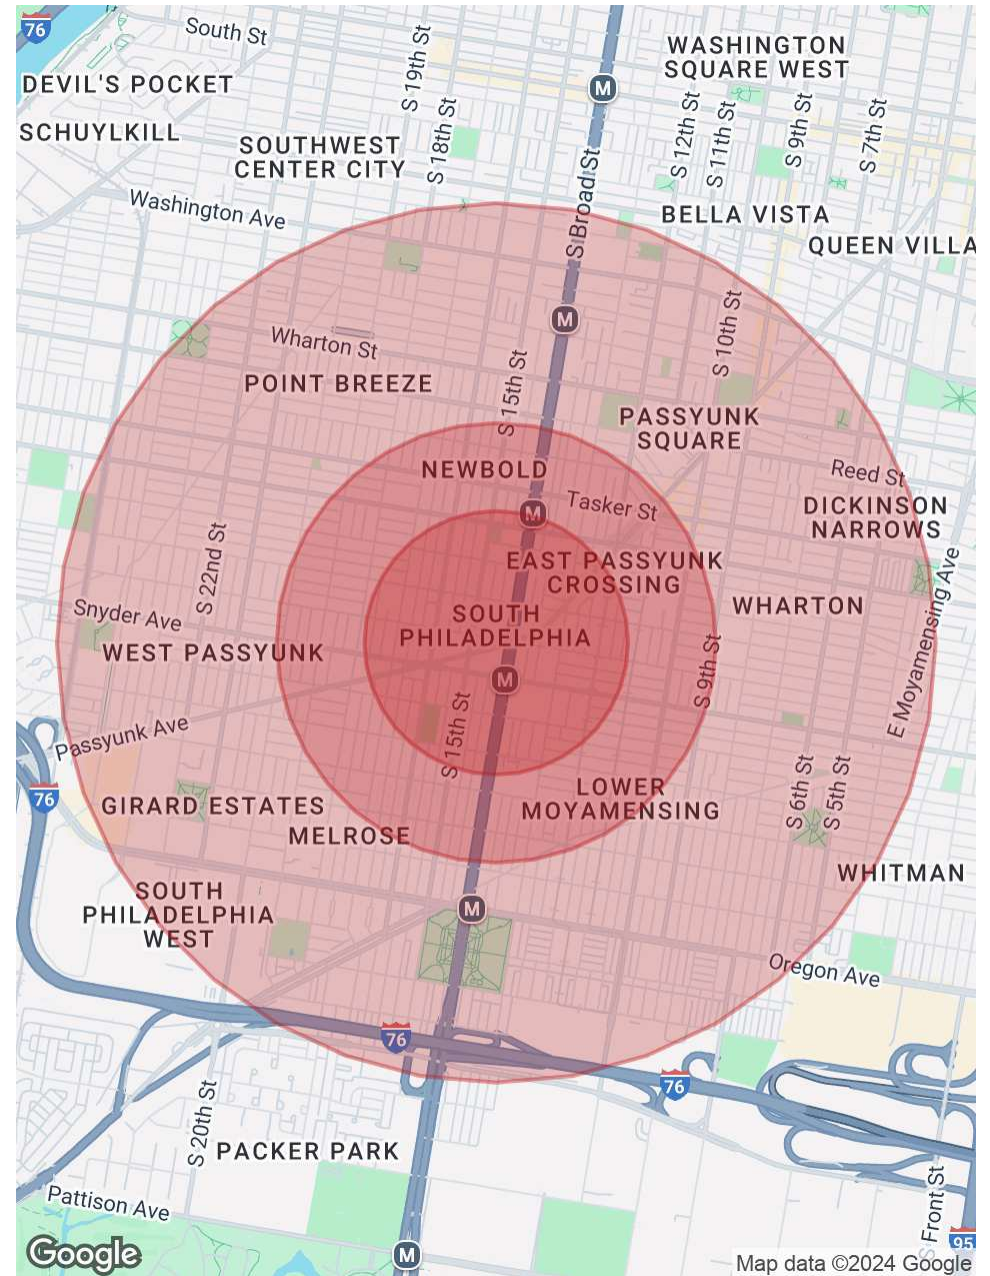 76
South St
S 19th St
WASHINGTON
SQUARE WEST
DEVIL'S POCKET
M
S 18th St
S 12th St
S 11th St
S 9th St
S 7th St
SCHUYLKILL
SOUTHWEST
CENTER CITY
S Broad St
Washington Ave
BELLA VISTA
QUEEN VILLA
M
S 10th St
Wharton St
S 15th St
POINT BREEZE
PASSYUNK
SQUARE
NEWBOLD
Reed St
Tasker St
DICKINSON
NARROWS
M
S 22nd St
EAST PASSYUNK
CROSSING
Snyder Ave
WHARTON
SOUTH
PHILADELPHIA
E Moyamensing Ave
WEST PASSYUNK
S 9th St
M
Passyunk Ave
S 15th St
76
GIRARD ESTATES
LOWER
MOYAMENSING
S 6th St
S 5th St
MELROSE
WHITMAN
SOUTH
PHILADELPHIA
WEST
M
Oregon Ave
76
76
S 20th St
PACKER PARK
Pattison Ave
S Front St
M
95
Google
Map data ©2024 Google